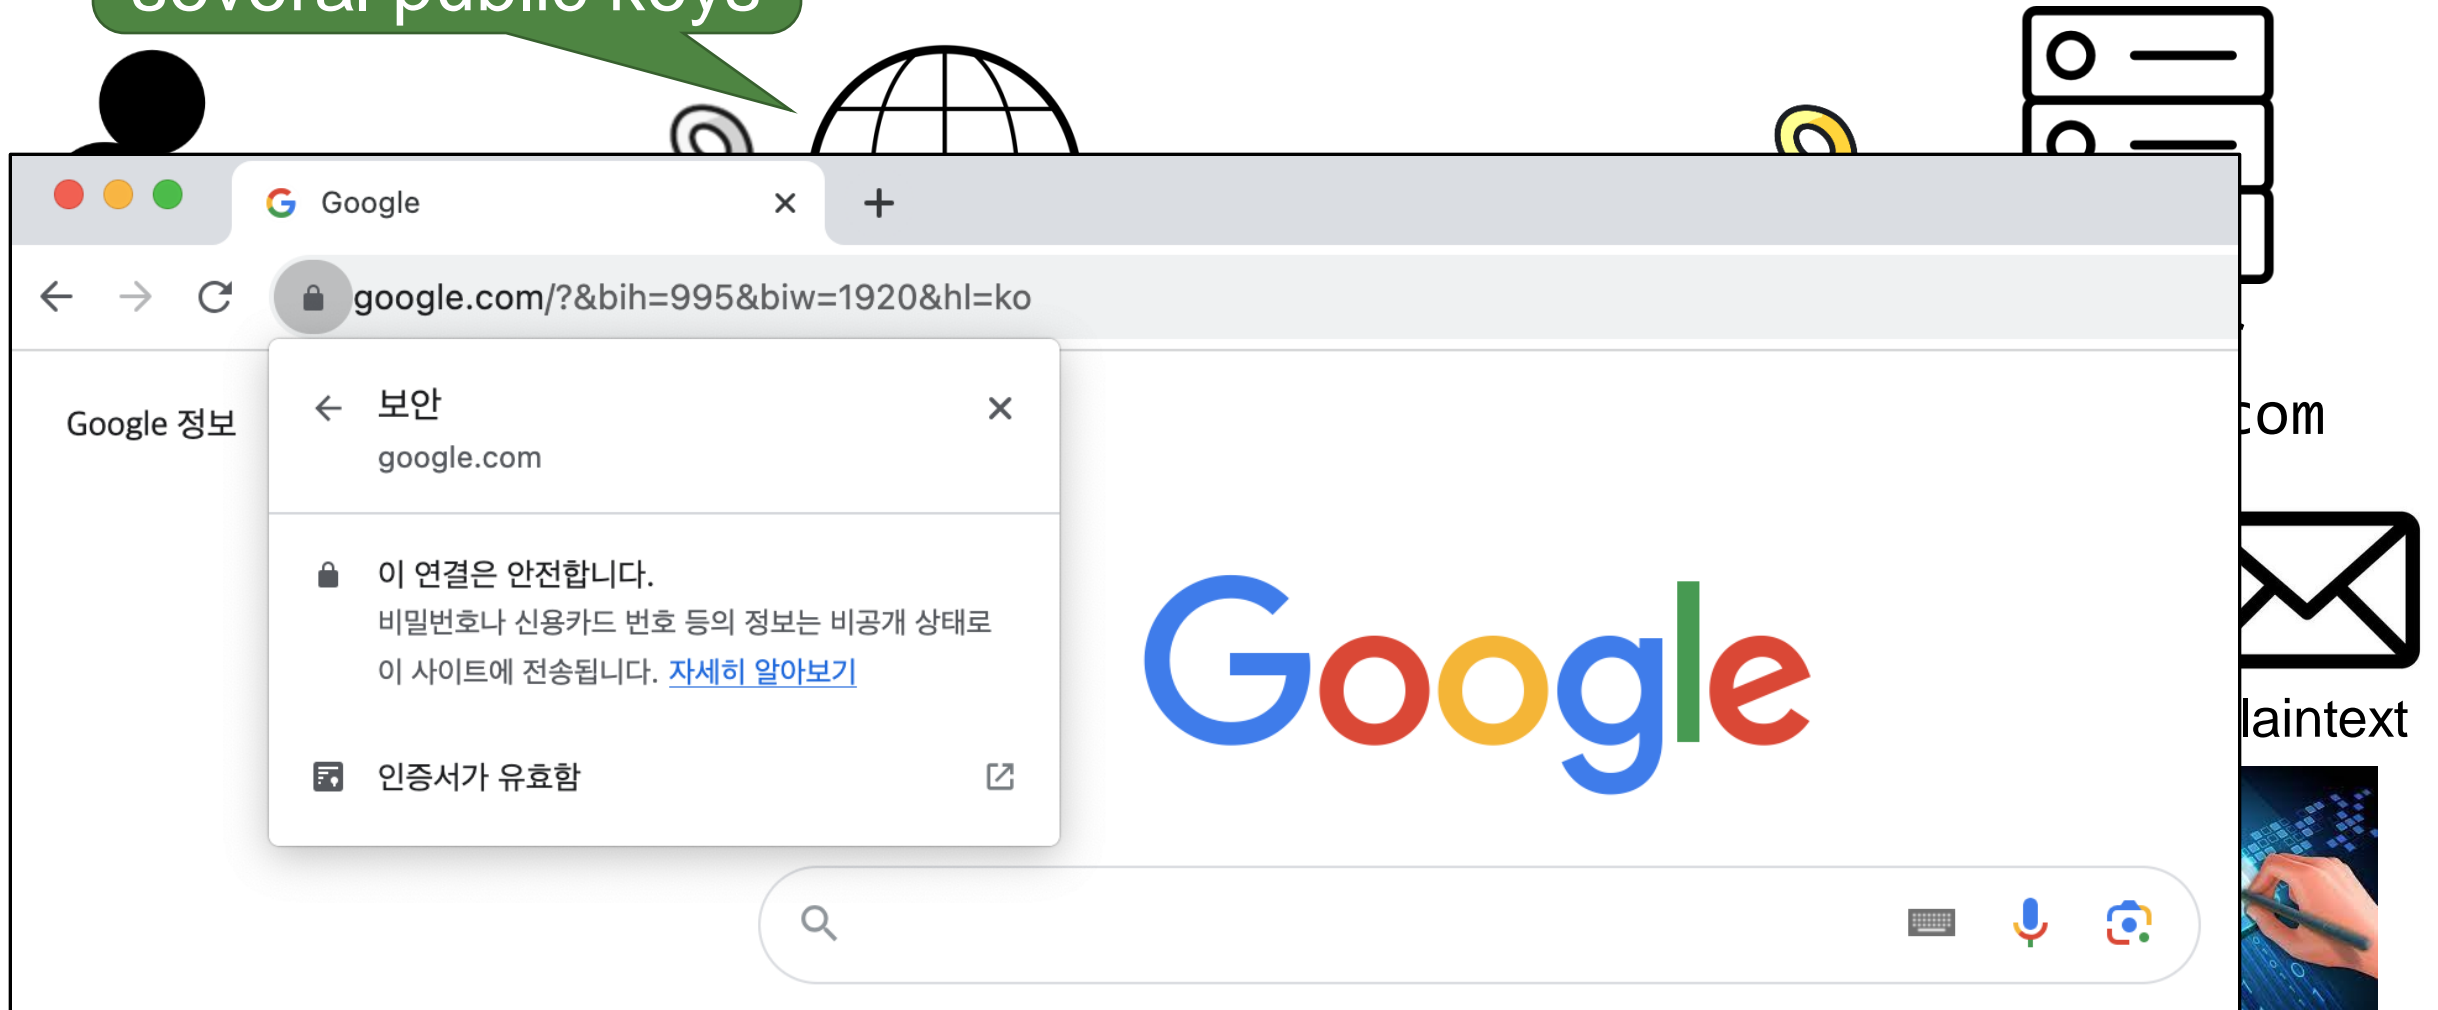 several public keys
Google
google.com/?&bih=995&biw=1920&hl=ko
Google 정보
보안
google.com
이 연결은 안전합니다.
비밀번호나 신용카드 번호 등의 정보는 비공개 상태로
이 사이트에 전송됩니다. 자세히 알아보기
인증서가 유효함
Google
com
laintext